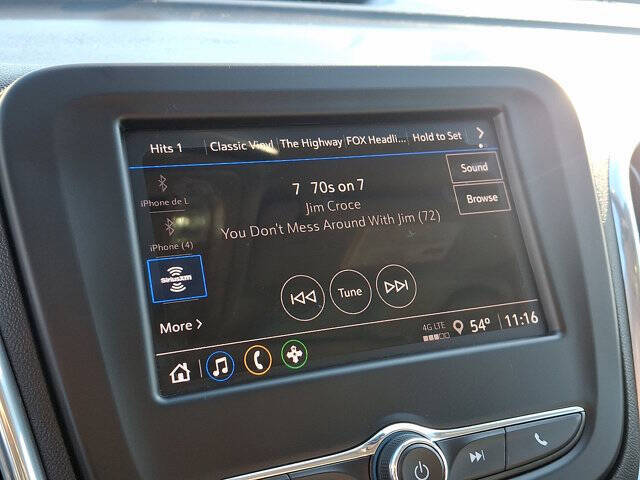 Hits 1 Classic Vinyl The Highway FOX Headli... Hold to Set
Sound
iPhone de L
7 70s on 7
Jim Croce
Browse
You Don't Mess Around With Jim (72)
iPhone (4)
SiriusXM
Tune
More
4G LTE 54° 11:16